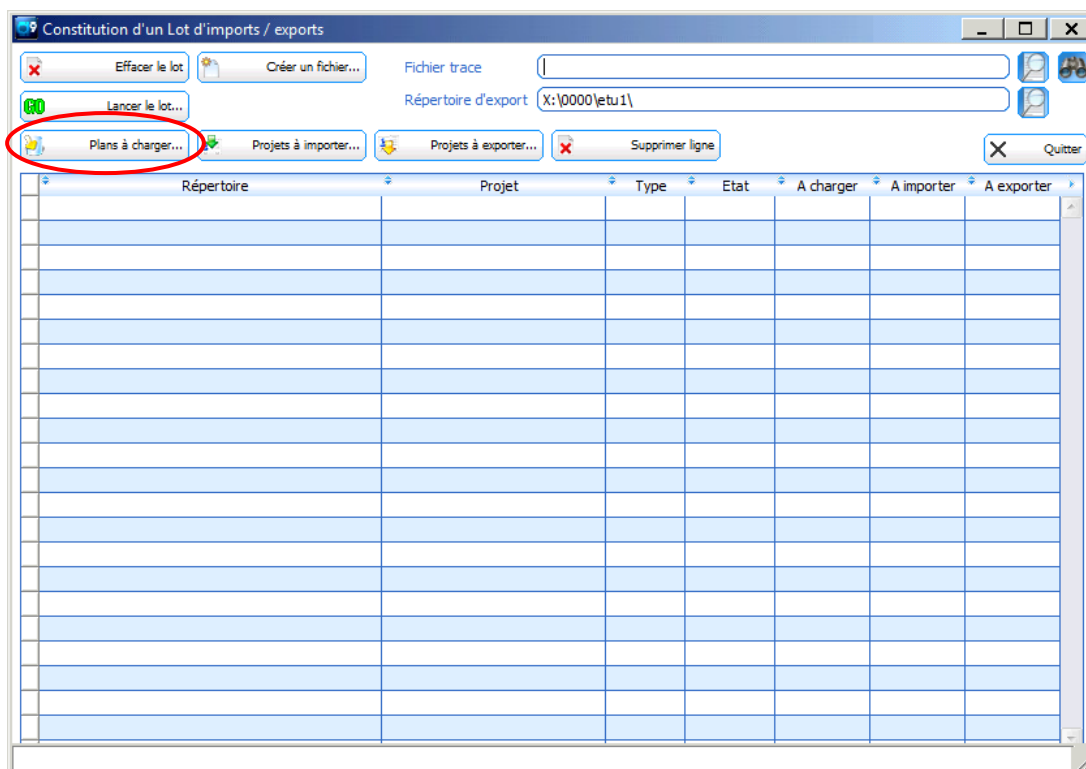 Constitution d'un Lot d'imports / exports
Effacer le lot Créer un fichier... Fichier trace
GO Lancer le lot... Répertoire d'export X:\0000\etu1\
Plans à charger... Projets à importer... Projets à exporter... Supprimer ligne Quitter
Répertoire Projet Type Etat A charger A importer A exporter